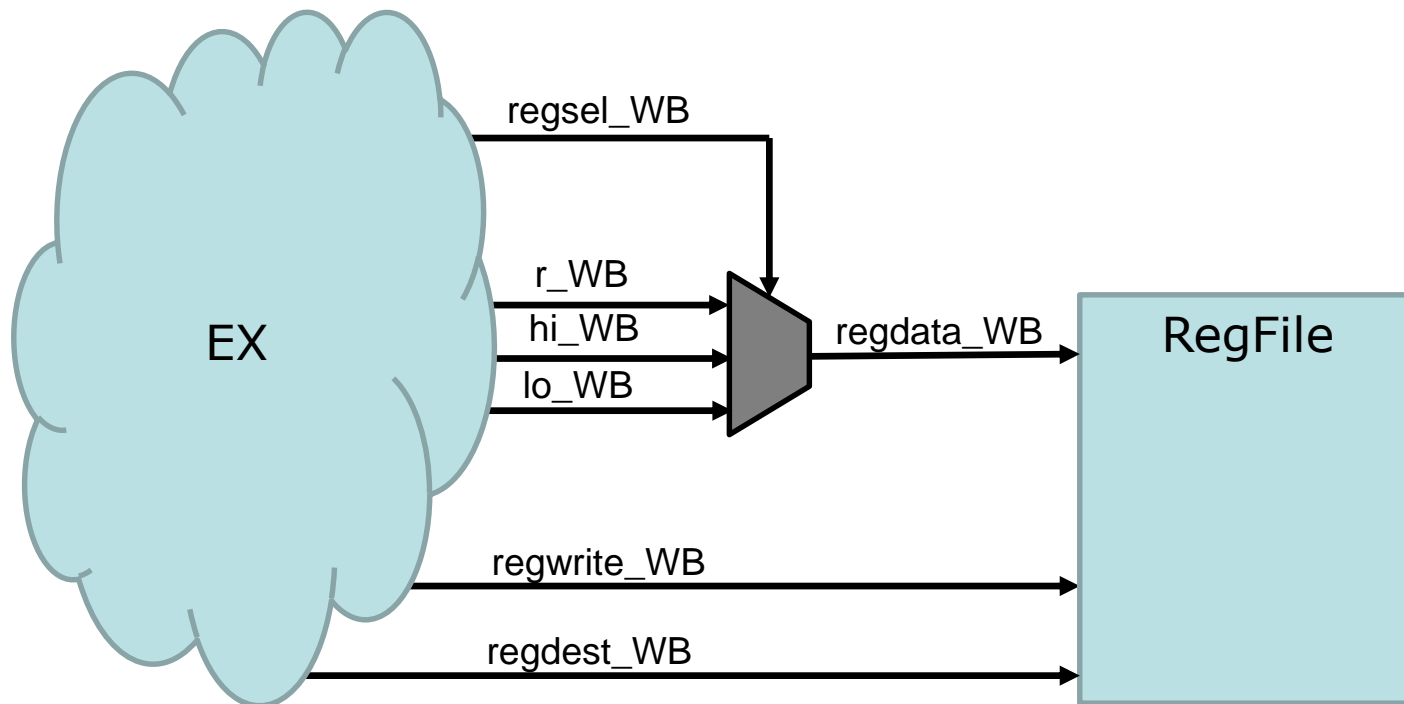 regsel_WB
r_WB
hi_WB
lo_WB
EX
regdata_WB
RegFile
regwrite_WB
regdest_WB